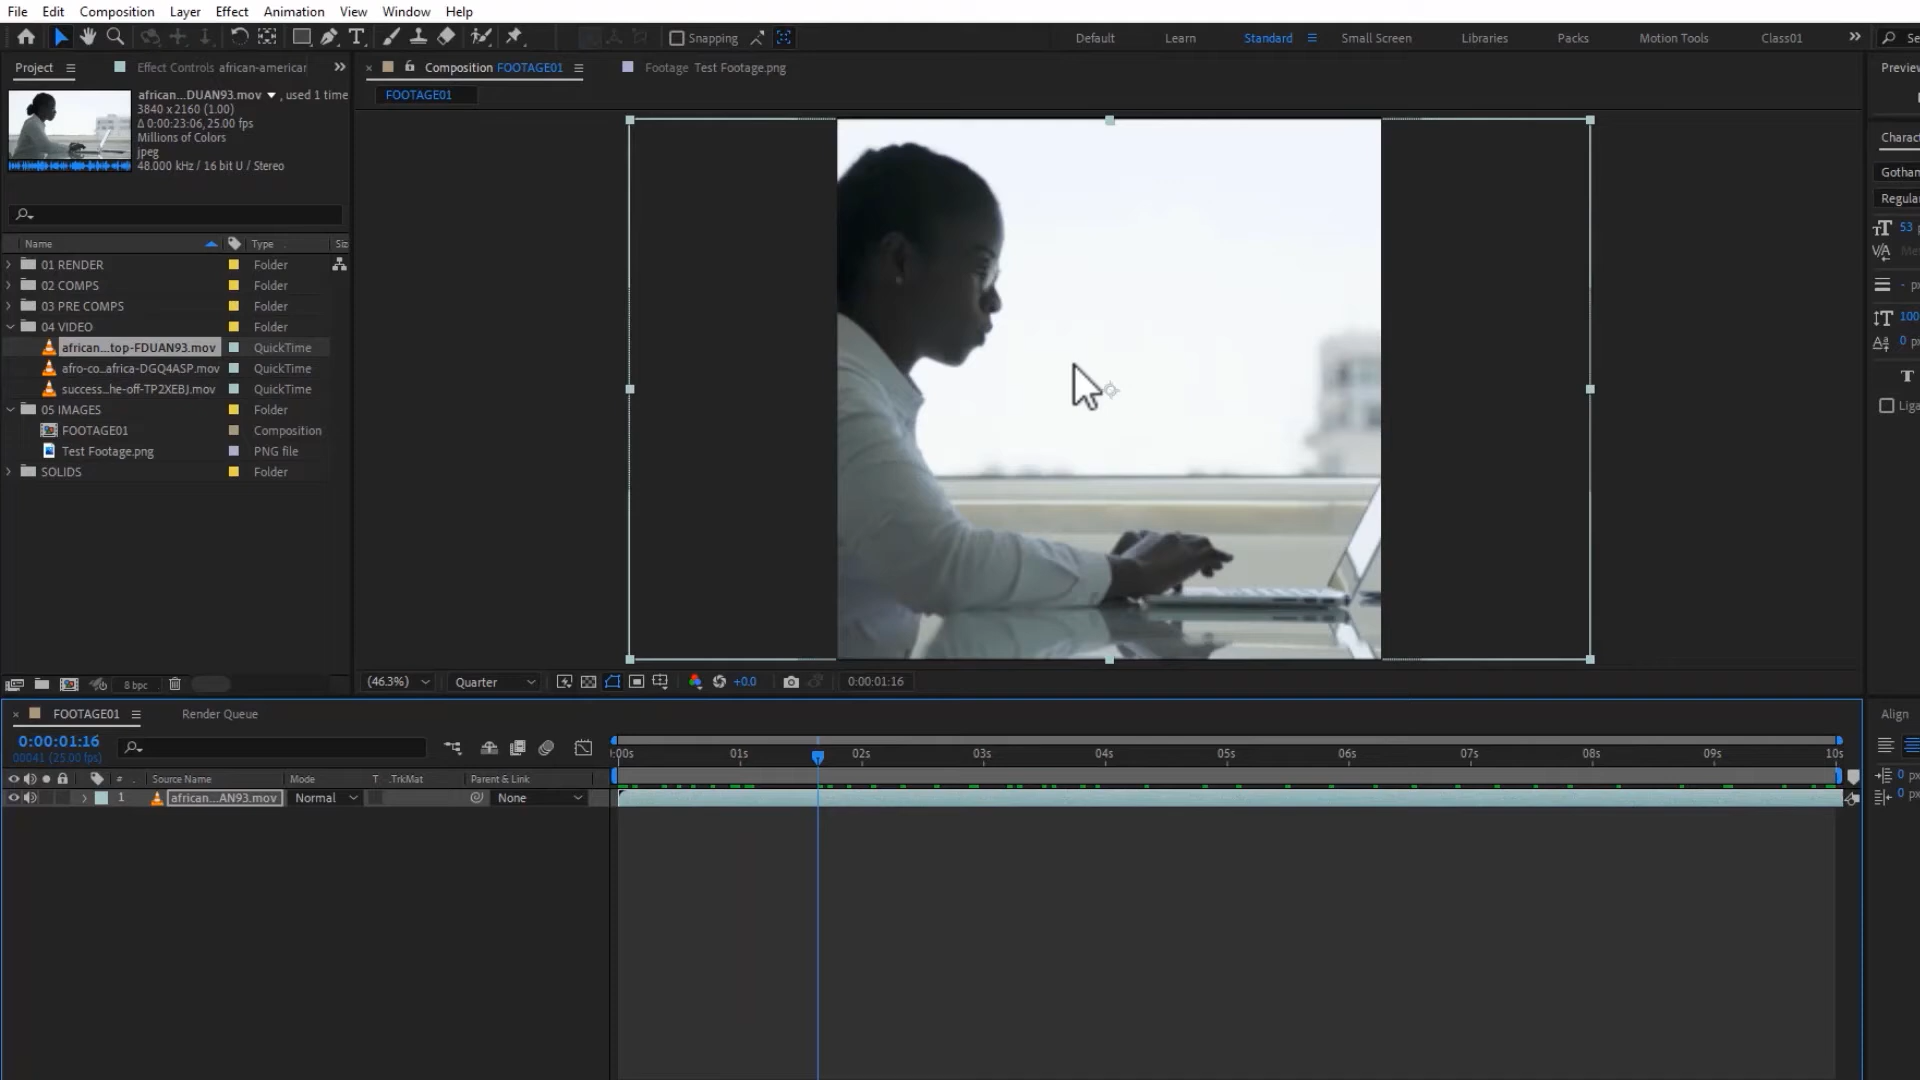 File Edit Composition Layer Effect Animation View Window Help
Snapping
Default Learn Standard Small Screen Libraries Packs Motion Tools Class01 Se
Project Effect Controls african-americar
Composition FOOTAGE01 Footage Test Footage.png
Preview
african...DUAN93.mov , used 1 time
FOOTAGE01
3840 x 2160 (1.00)
Δ 0:00:23:06, 25.00 fps
Millions of Colors
jpeg
48.000 kHz / 16 bit U / Stereo
Charact
Gotham
Regular
53 p
100
0 p
T
Liga
Name Type Siz
01 RENDER Folder
02 COMPS Folder
03 PRE COMPS Folder
04 VIDEO Folder
african...top-FDUAN93.mov QuickTime
afro-co...africa-DGQ4ASP.mov QuickTime
success...he-off-TP2XEBJ.mov QuickTime
05 IMAGES Folder
FOOTAGE01 Composition
Test Footage.png PNG file
SOLIDS Folder
8 bpc
(46.3%) Quarter +0.0 0:00:01:16
FOOTAGE01 Render Queue
Align
0:00:01:16
00041 (25.00 fps)
:00s 01s 02s 03s 04s 05s 06s 07s 08s 09s 10s
# Source Name Mode T .TrkMat Parent & Link
1 african...AN93.mov Normal None
0 px
0 px